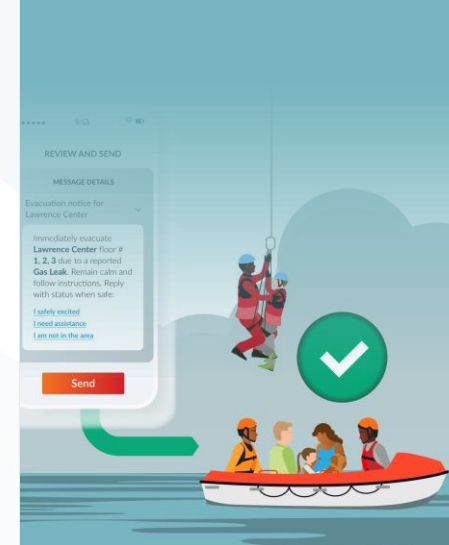 9:03
REVIEW AND SEND
MESSAGE DETAILS
Evacuation notice for
Lawrence Center
Immediately evacuate
Lawrence Center floor #
1, 2, 3 due to a reported
Gas Leak. Remain calm and
follow instructions. Reply
with status when safe:
I safely excited
I need assistance
I am not in the area
Send